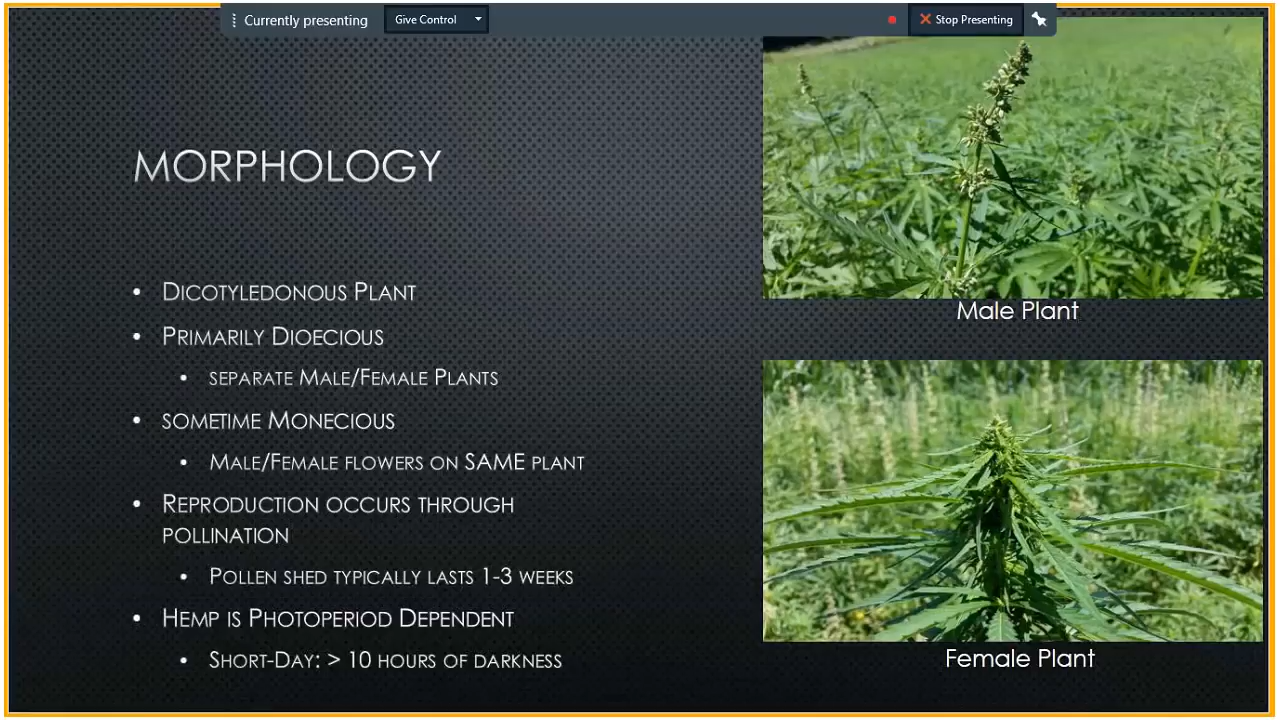 Currently presenting
Give Control
Stop Presenting
MORPHOLOGY
• DICOTYLEDONOUS PLANT
• PRIMARILY DIOECIOUS
• SEPARATE MALE/FEMALE PLANTS
• SOMETIME MONECIOUS
• MALE/FEMALE FLOWERS ON SAME PLANT
• REPRODUCTION OCCURS THROUGH
POLLINATION
• POLLEN SHED TYPICALLY LASTS 1-3 WEEKS
• HEMP IS PHOTOPERIOD DEPENDENT
• SHORT-DAY: > 10 HOURS OF DARKNESS
Male Plant
Female Plant